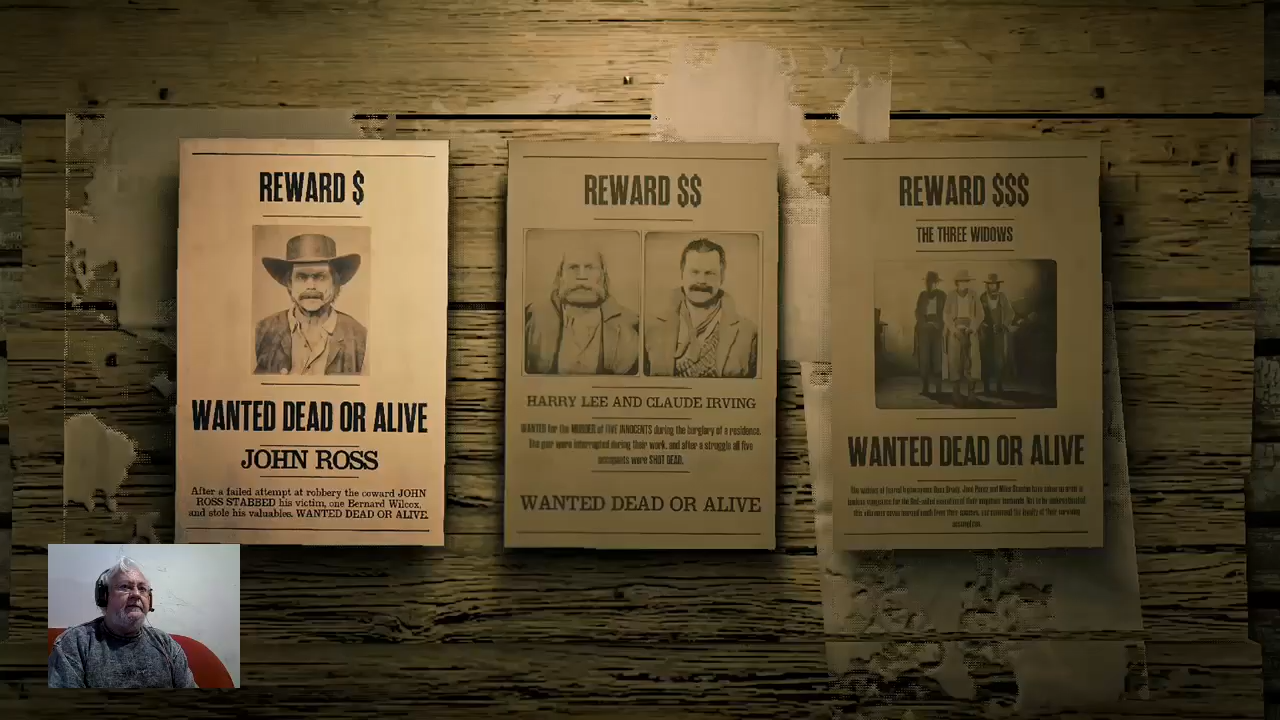 REWARD $
WANTED DEAD OR ALIVE
JOHN ROSS
After a failed attempt at robbery the coward JOHN
ROSS STABBED his victim, one Bernard Wilcox,
and stole his valuables. WANTED DEAD OR ALIVE.
REWARD $$
HARRY LEE AND CLAUDE IRVING
WANTED for the MURDER of FIVE INNOCENTS during the burglary of a residence.
The pair were interrupted during their work, and after a struggle all five
occupants were SHOT DEAD.
WANTED DEAD OR ALIVE
REWARD $$$
THE THREE WIDOWS
WANTED DEAD OR ALIVE